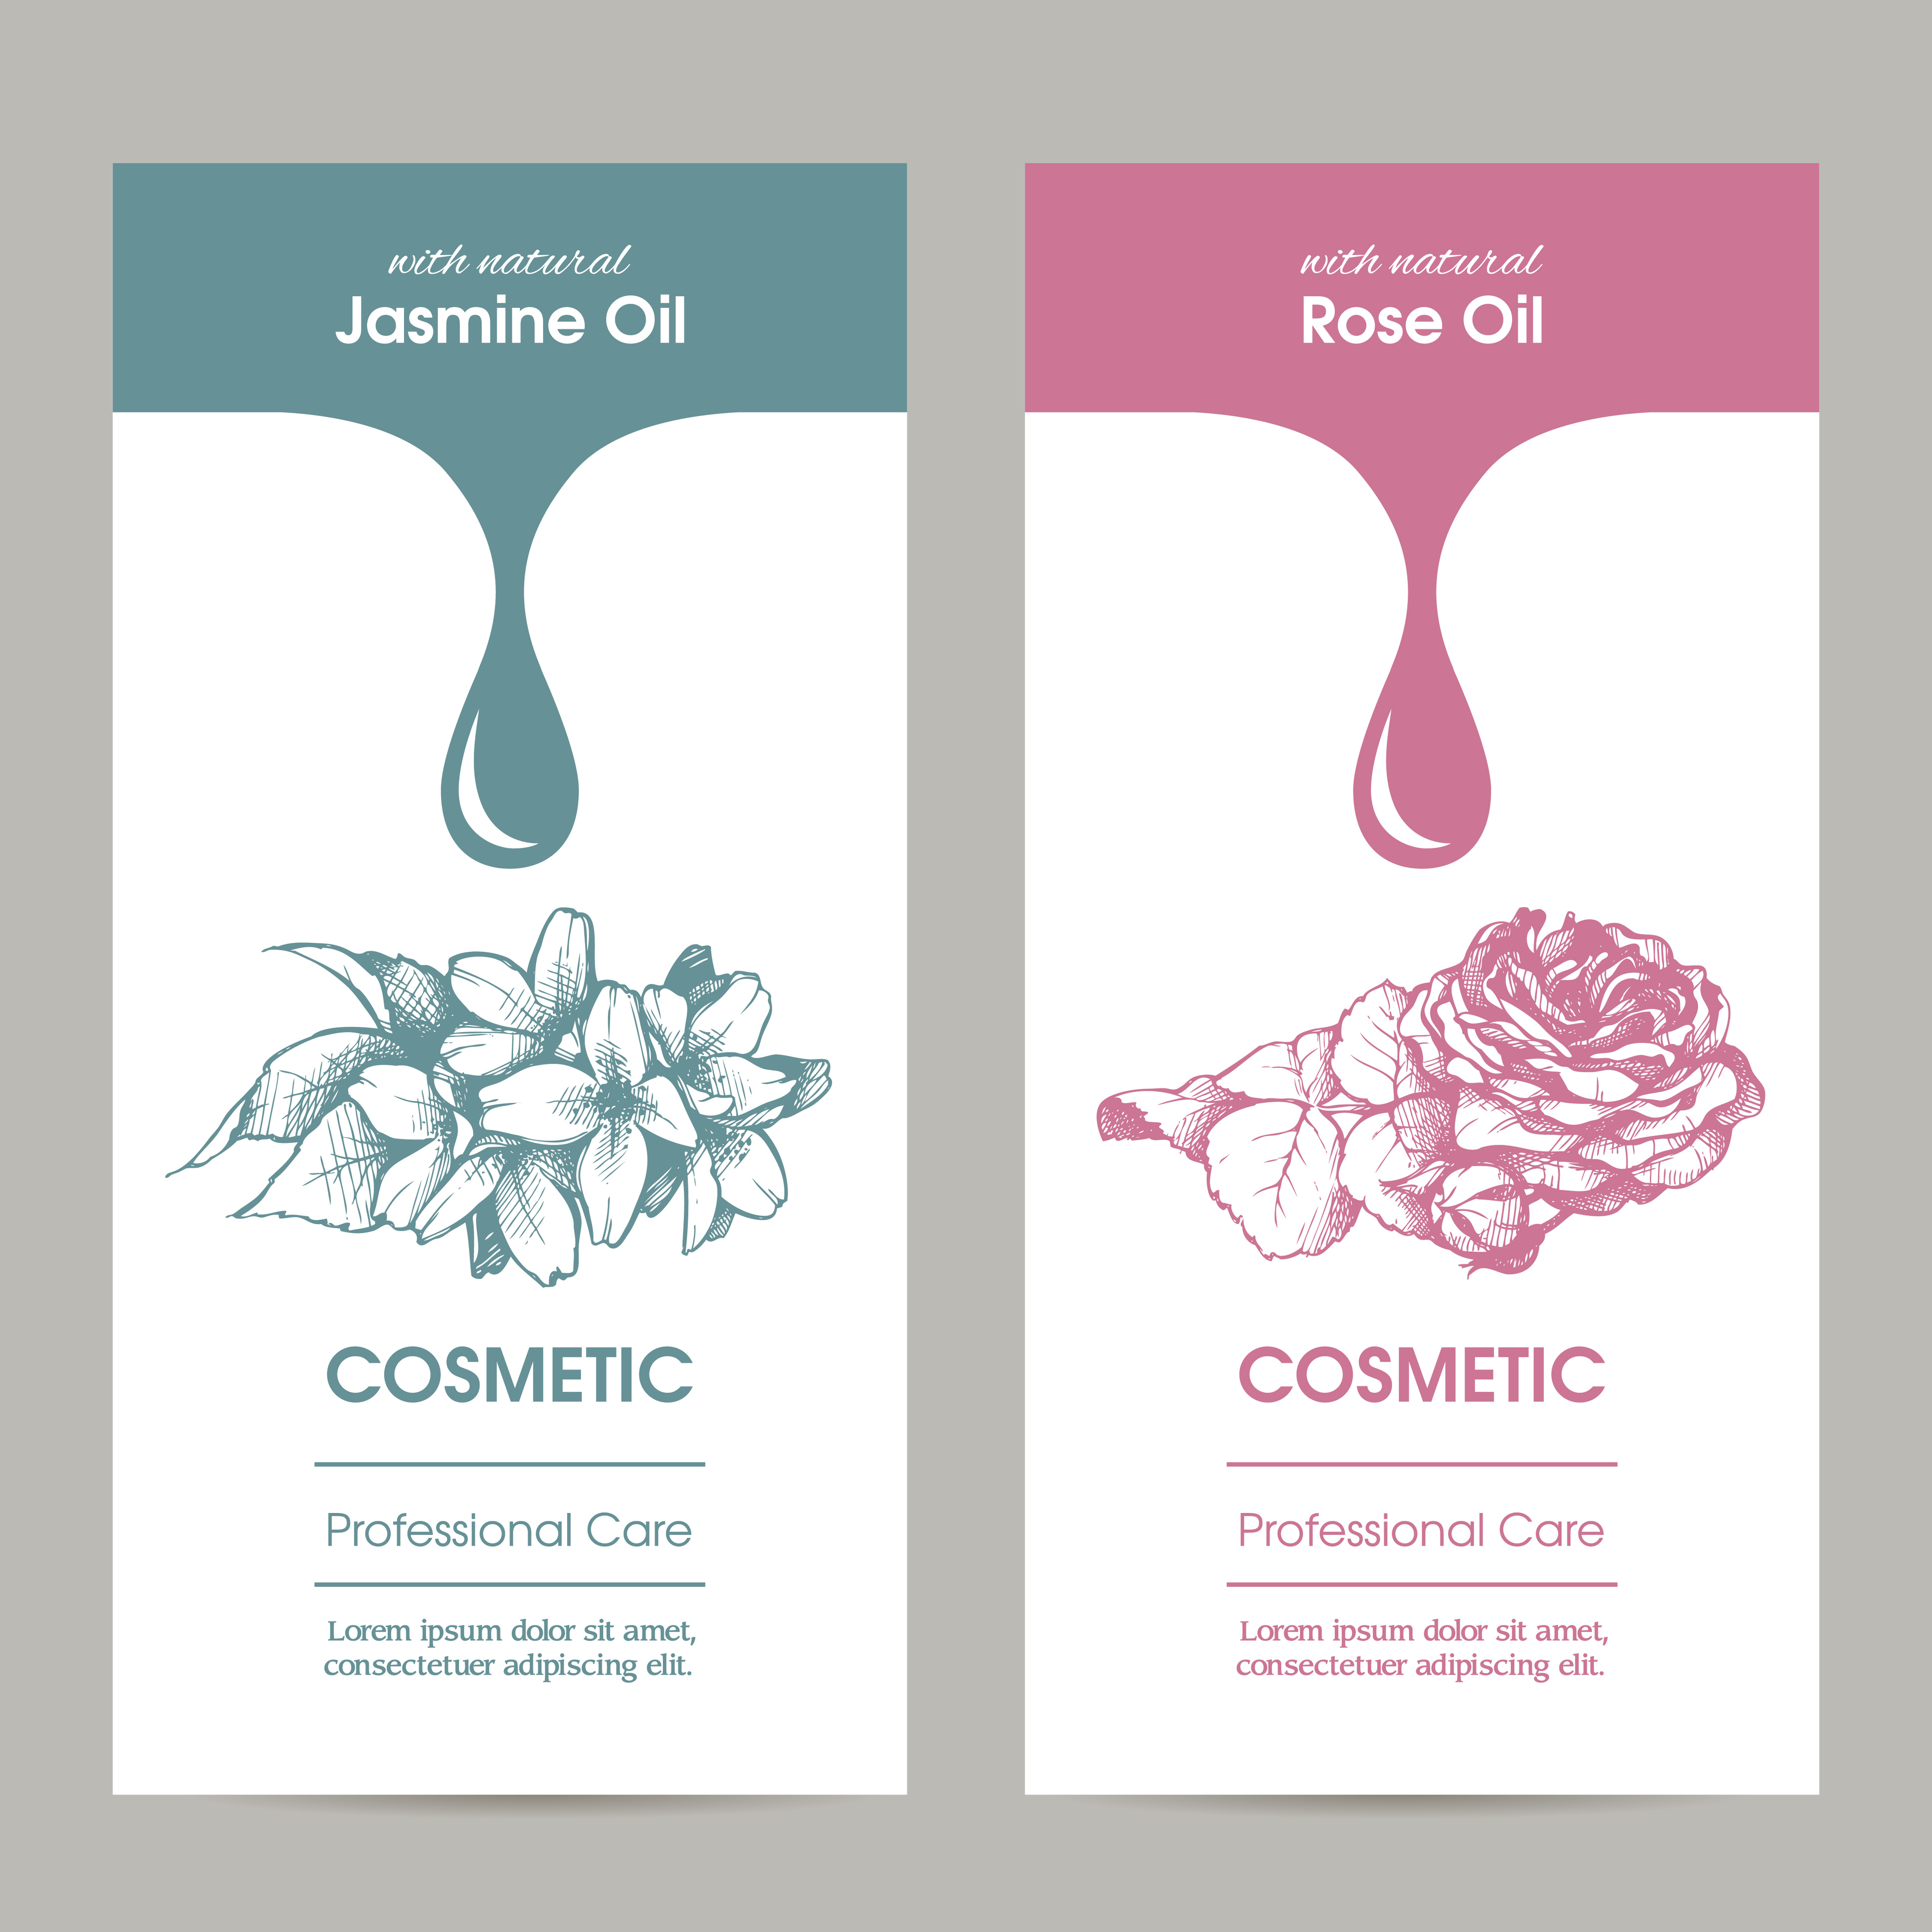 with natural
Jasmine Oil
COSMETIC
Professional Care
Lorem ipsum dolor sit amet,
consectetuer adipiscing elit.
with natural
Rose Oil
COSMETIC
Professional Care
Lorem ipsum dolor sit amet,
consectetuer adipiscing elit.